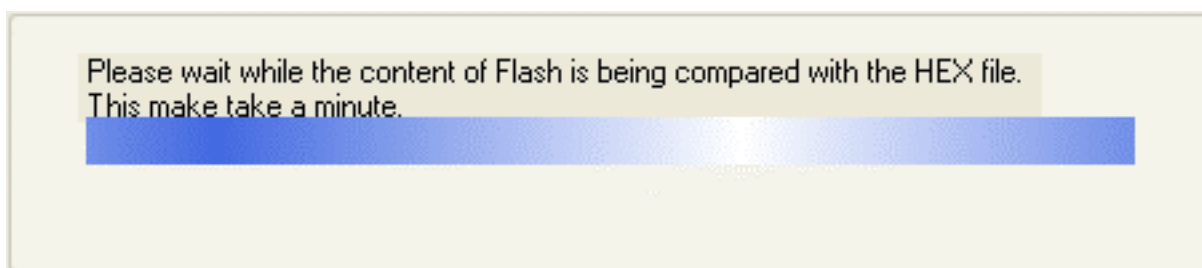 Please wait while the content of Flash is being compared with the HEX file.
This make take a minute.